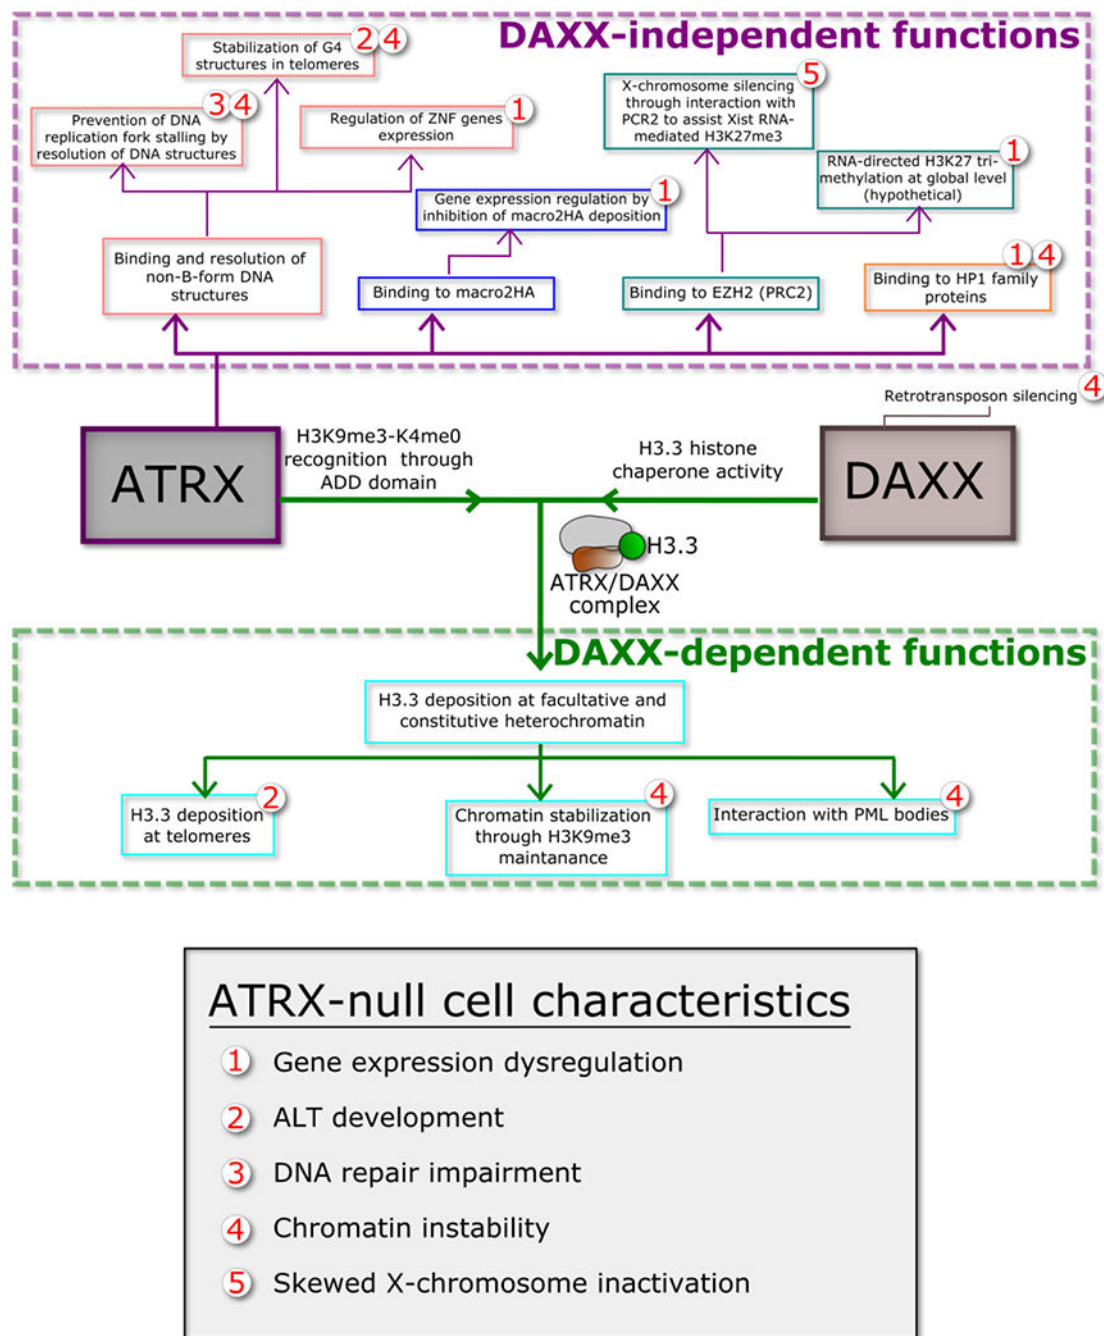 DAXX-independent functions
Stabilization of G4
structures in telomeres
2 4
Prevention of DNA
replication fork stalling by
resolution of DNA structures
3 4
Regulation of ZNF genes
expression
1
X-chromosome silencing
through interaction with
PCR2 to assist Xist RNA-
mediated H3K27me3
5
RNA-directed H3K27 tri-
methylation at global level
(hypothetical)
1
Gene expression regulation by
inhibition of macro2HA deposition
1
Binding and resolution of
non-B-form DNA
structures
Binding to macro2HA
Binding to EZH2 (PRC2)
Binding to HP1 family
proteins
1 4
Retrotransposon silencing
4
ATRX
H3K9me3-K4me0
recognition through
ADD domain
H3.3 histone
chaperone activity
DAXX
H3.3
ATRX/DAXX
complex
DAXX-dependent functions
H3.3 deposition at facultative and
constitutive heterochromatin
H3.3 deposition
at telomeres
2
Chromatin stabilization
through H3K9me3
maintanance
4
Interaction with PML bodies
4
ATRX-null cell characteristics
1 Gene expression dysregulation
2 ALT development
3 DNA repair impairment
4 Chromatin instability
5 Skewed X-chromosome inactivation